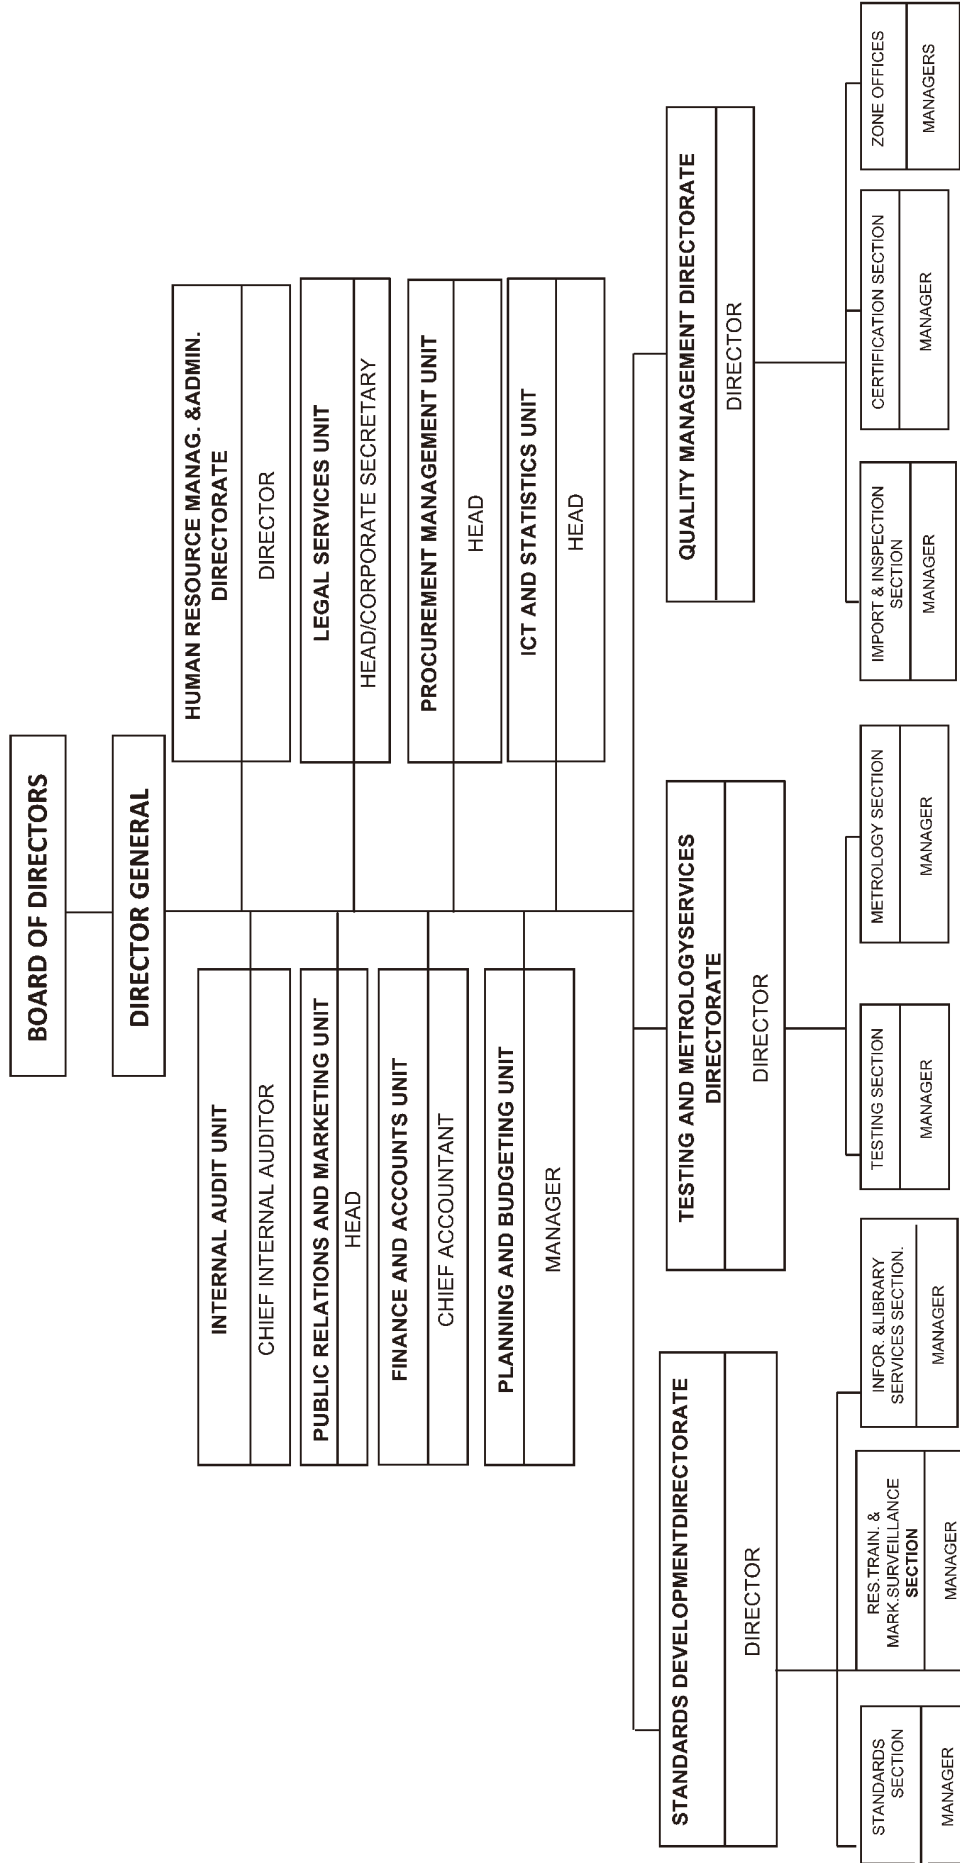 BOARD OF DIRECTORS
DIRECTOR GENERAL
INTERNAL AUDIT UNIT
CHIEF INTERNAL AUDITOR
HUMAN RESOURCE MANAG. &ADMIN.
DIRECTORATE
DIRECTOR
PUBLIC RELATIONS AND MARKETING UNIT
HEAD
LEGAL SERVICES UNIT
HEAD/CORPORATE SECRETARY
FINANCE AND ACCOUNTS UNIT
CHIEF ACCOUNTANT
PROCUREMENT MANAGEMENT UNIT
HEAD
PLANNING AND BUDGETING UNIT
MANAGER
ICT AND STATISTICS UNIT
HEAD
STANDARDS DEVELOPMENTDIRECTORATE
DIRECTOR
TESTING AND METROLOGYSERVICES
DIRECTORATE
DIRECTOR
QUALITY MANAGEMENT DIRECTORATE
DIRECTOR
STANDARDS
SECTION
MANAGER
RES.TRAIN. &
MARK.SURVEILLANCE
SECTION
MANAGER
INFOR. &LIBRARY
SERVICES SECTION.
MANAGER
TESTING SECTION
MANAGER
METROLOGY SECTION
MANAGER
IMPORT & INSPECTION
SECTION
MANAGER
CERTIFICATION SECTION
MANAGER
ZONE OFFICES
MANAGERS